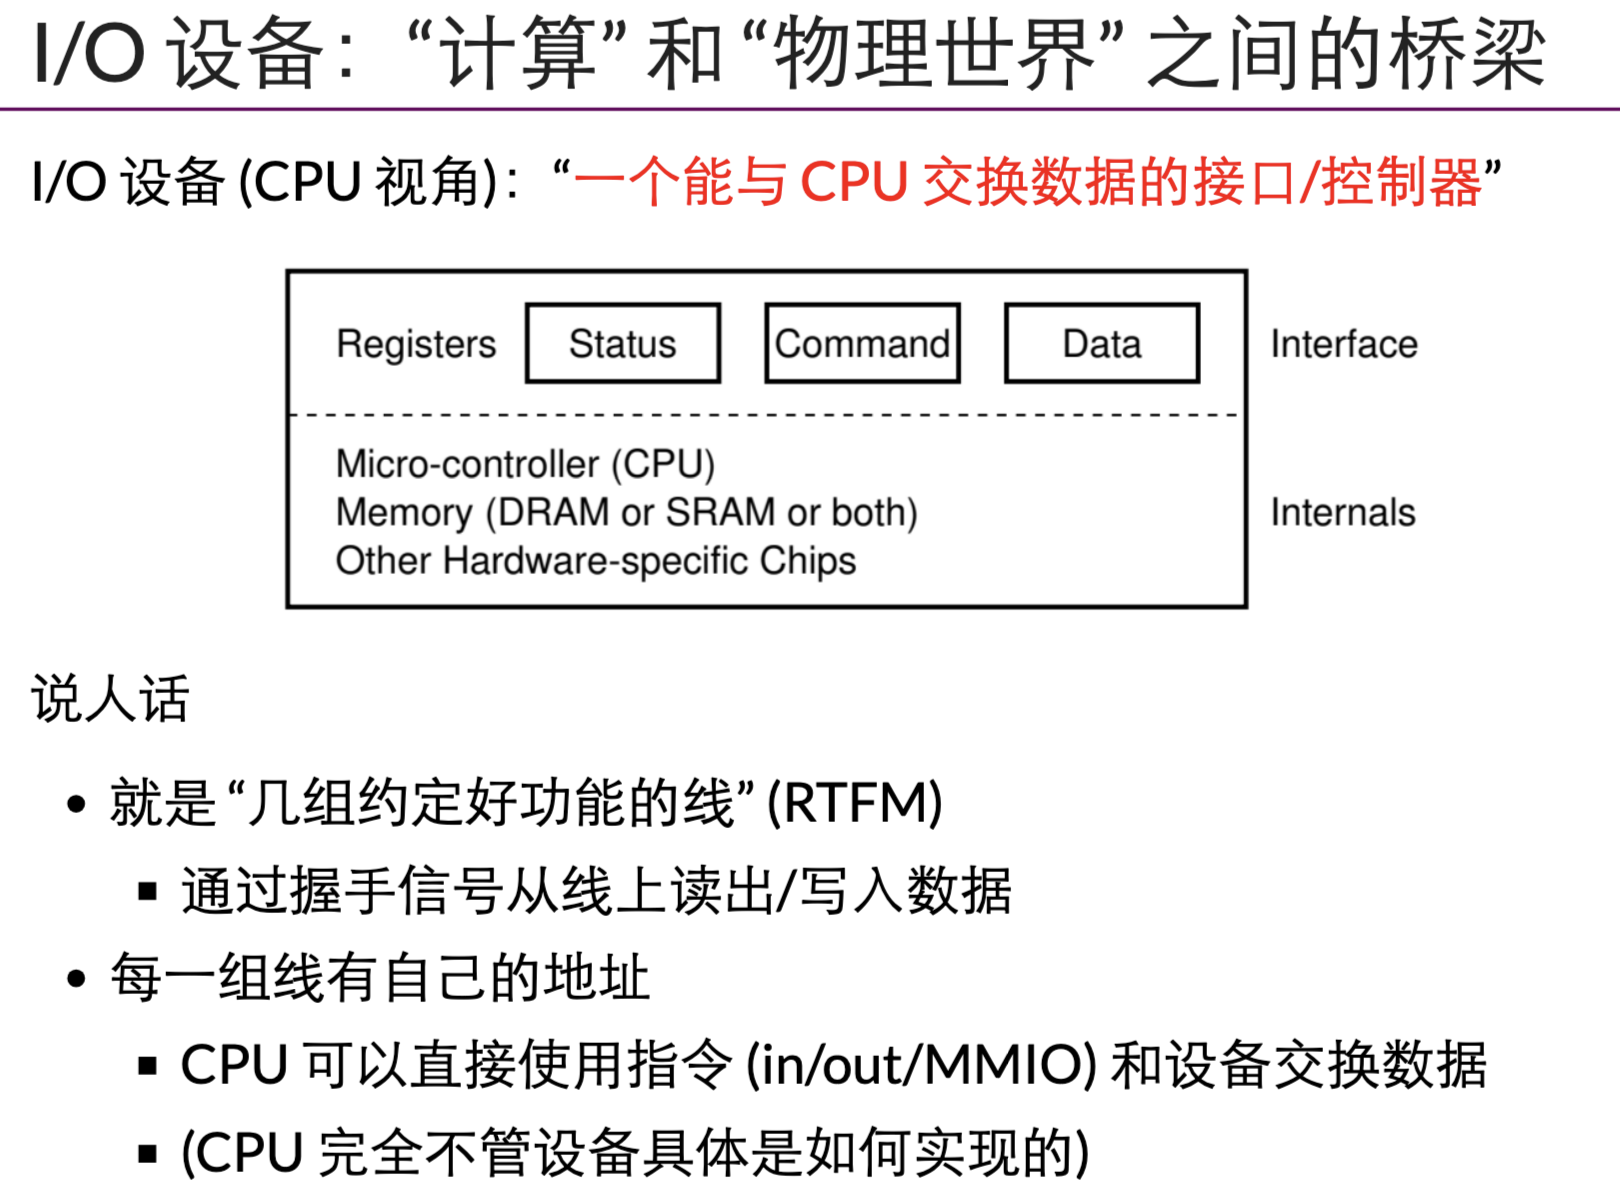 I/O 设备：“计算” 和 “物理世界” 之间的桥梁
I/O 设备 (CPU 视角)：“一个能与 CPU 交换数据的接口/控制器”
Registers Status Command Data Interface
Micro-controller (CPU)
Memory (DRAM or SRAM or both) Internals
Other Hardware-specific Chips
说人话
• 就是 “几组约定好功能的线” (RTFM)
▪ 通过握手信号从线上读出/写入数据
• 每一组线有自己的地址
▪ CPU 可以直接使用指令 (in/out/MMIO) 和设备交换数据
▪ (CPU 完全不管设备具体是如何实现的)